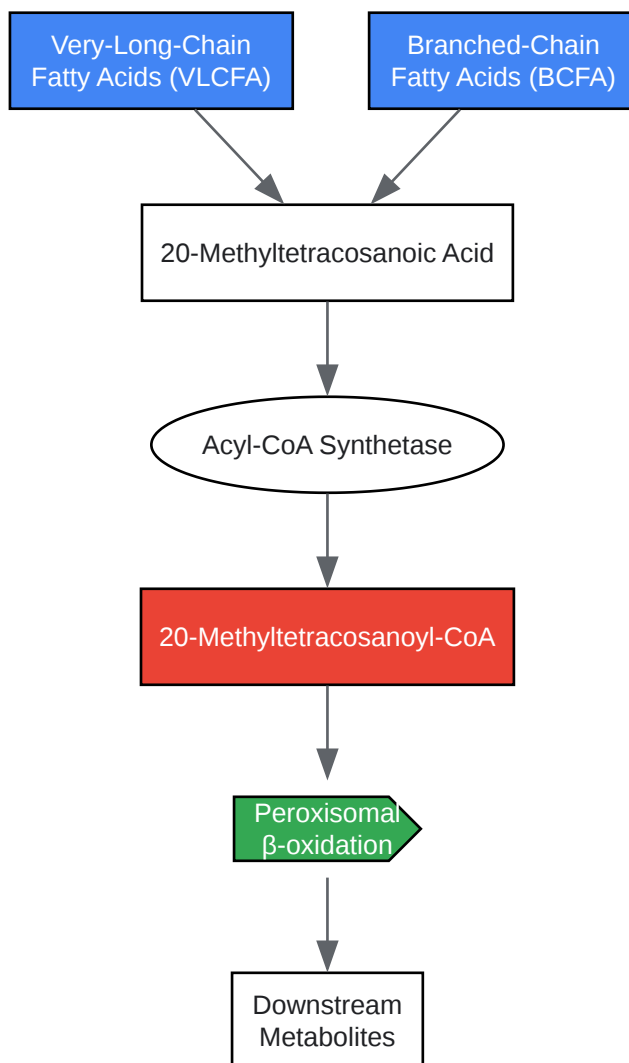 Very-Long-Chain
Fatty Acids (VLCFA)
Branched-Chain
Fatty Acids (BCFA)
20-Methyltetracosanoic Acid
Acyl-CoA Synthetase
20-Methyltetracosanoyl-CoA
Peroxisomal
β-oxidation
Downstream
Metabolites